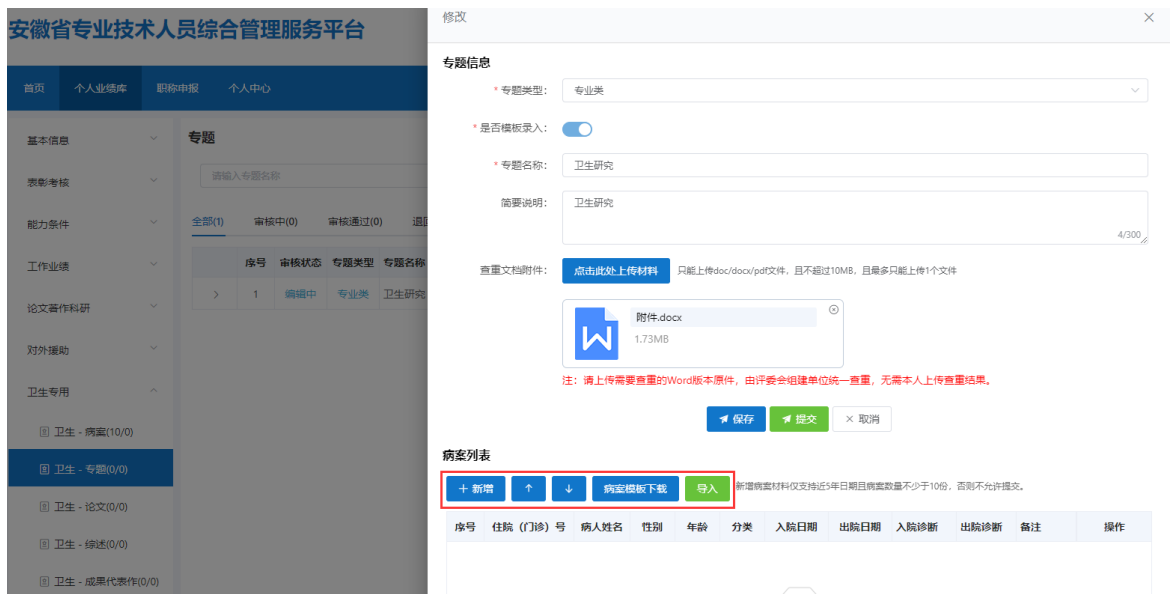 安徽省专业技术人员综合管理服务平台
首页 个人业绩库 职称申报 个人中心
基本信息
表彰考核
能力条件
工作业绩
论文著作科研
对外援助
卫生专用
卫生 - 病案(10/0)
卫生 - 专题(0/0)
卫生 - 论文(0/0)
卫生 - 综述(0/0)
卫生 - 成果代表作(0/0)
专题
请输入专题名称
全部(1) 审核中(0) 审核通过(0) 退回
序号 审核状态 专题类型 专题名称
1 编辑中 专业类 卫生研究
修改
专题信息
* 专题类型: 专业类
* 是否模板录入:
* 专题名称: 卫生研究
简要说明: 卫生研究
4/300
查重文档附件: 点击此处上传材料 只能上传doc/docx/pdf文件，且不超过10MB，且最多只能上传1个文件
附件.docx
1.73MB
注：请上传需要查重的Word版本原件，由评委会组建单位统一查重，无需本人上传查重结果。
保存 提交 × 取消
病案列表
+ 新增 ↑ ↓ 病案模板下载 导入 新增病案材料仅支持近5年日期且病案数量不少于10份，否则不允许提交。
序号 住院（门诊）号 病人姓名 性别 年龄 分类 入院日期 出院日期 入院诊断 出院诊断 备注 操作